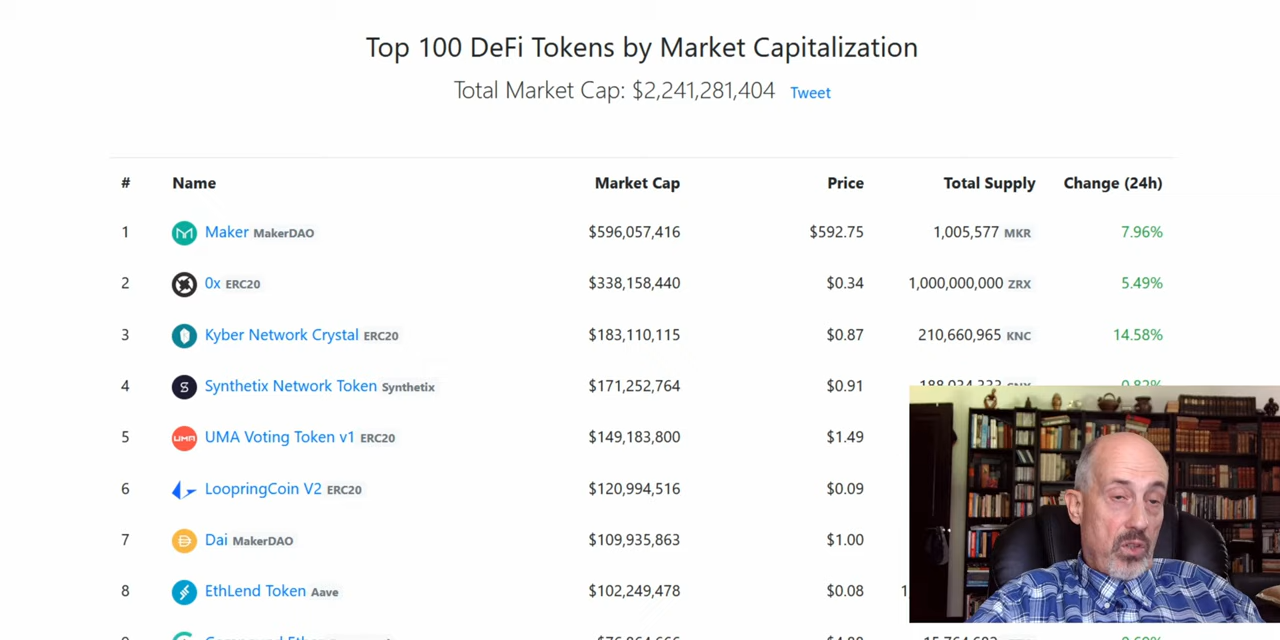 Top 100 DeFi Tokens by Market Capitalization
Total Market Cap: $2,241,281,404 Tweet
# Name Market Cap Price Total Supply Change (24h)
1 Maker MakerDAO $596,057,416 $592.75 1,005,577 MKR 7.96%
2 0x ERC20 $338,158,440 $0.34 1,000,000,000 ZRX 5.49%
3 Kyber Network Crystal ERC20 $183,110,115 $0.87 210,660,965 KNC 14.58%
4 S Synthetix Network Token Synthetix $171,252,764 $0.91
5 UMA UMA Voting Token v1 ERC20 $149,183,800 $1.49
6 LoopringCoin V2 ERC20 $120,994,516 $0.09
7 Dai MakerDAO $109,935,863 $1.00
8 EthLend Token Aave $102,249,478 $0.08 1